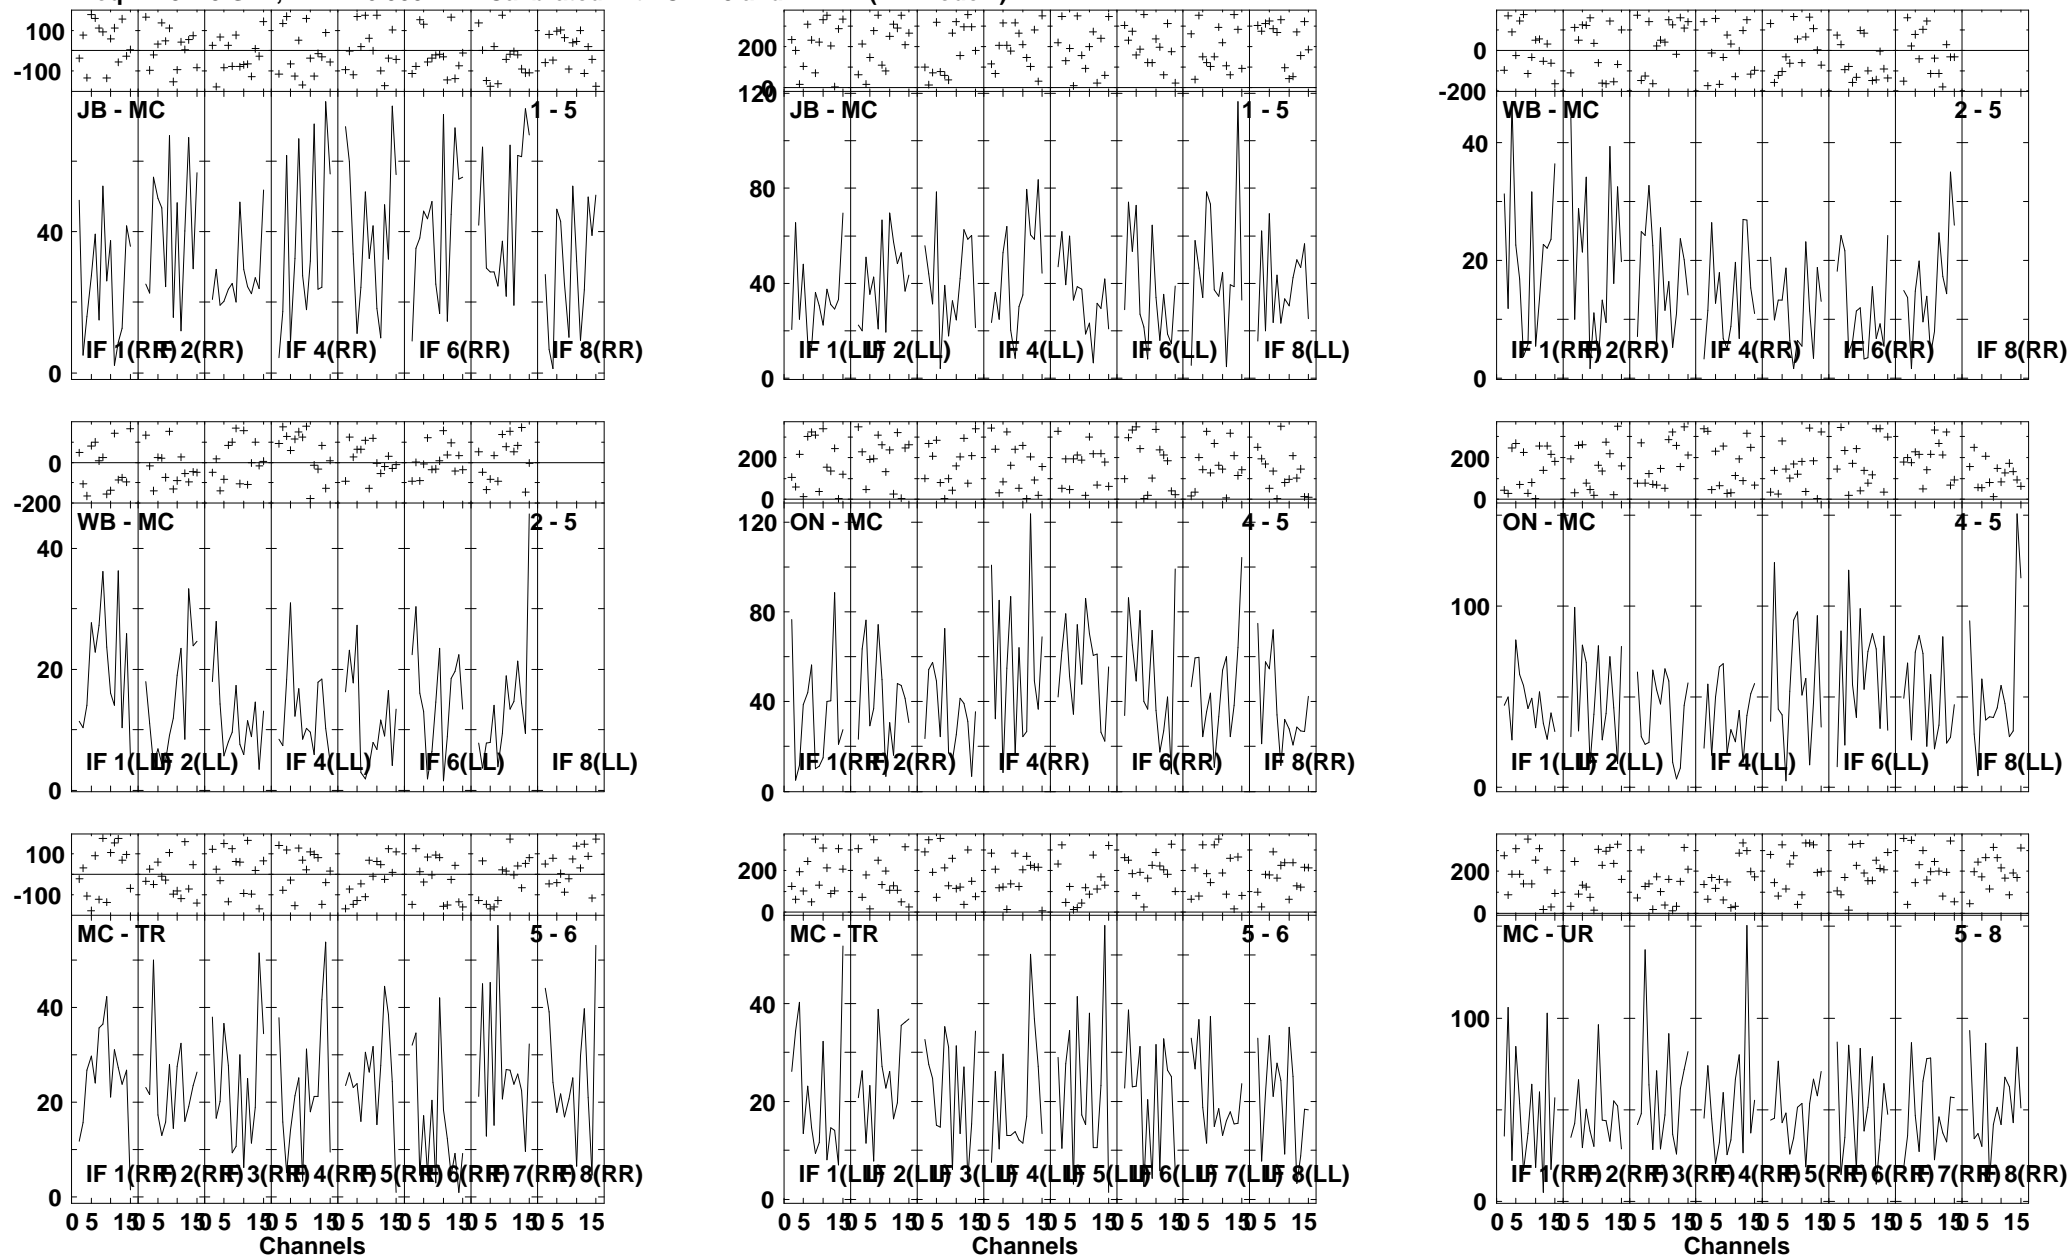 100
-100
JB - MC 1 - 5
40
0
IF 1(RR) IF 2(RR) IF 4(RR) IF 6(RR) IF 8(RR)
200
0
120
JB - MC 1 - 5
80
40
0
IF 1(LL) IF 2(LL) IF 4(LL) IF 6(LL) IF 8(LL)
0
-200
WB - MC 2 - 5
40
20
0
IF 1(RR) IF 2(RR) IF 4(RR) IF 6(RR) IF 8(RR)
0
-200
WB - MC 2 - 5
40
20
0
IF 1(LL) IF 2(LL) IF 4(LL) IF 6(LL) IF 8(LL)
200
0
120
ON - MC 4 - 5
80
40
0
IF 1(RR) IF 2(RR) IF 4(RR) IF 6(RR) IF 8(RR)
200
0
ON - MC 4 - 5
100
0
IF 1(LL) IF 2(LL) IF 4(LL) IF 6(LL) IF 8(LL)
100
-100
MC - TR 5 - 6
40
20
0
IF 1(RR) IF 2(RR) IF 3(RR) IF 4(RR) IF 5(RR) IF 6(RR) IF 7(RR) IF 8(RR)
0 5 15 0 5 15 0 5 15 0 5 15 0 5 15 0 5 15 0 5 15 0 5 15
Channels
200
0
MC - TR 5 - 6
40
20
0
IF 1(LL) IF 2(LL) IF 3(LL) IF 4(LL) IF 5(LL) IF 6(LL) IF 7(LL) IF 8(LL)
0 5 15 0 5 15 0 5 15 0 5 15 0 5 15 0 5 15 0 5 15 0 5 15
Channels
200
0
MC - UR 5 - 8
100
0
IF 1(RR) IF 2(RR) IF 3(RR) IF 4(RR) IF 5(RR) IF 6(RR) IF 7(RR) IF 8(RR)
0 5 15 0 5 15 0 5 15 0 5 15 0 5 15 0 5 15 0 5 15 0 5 15
Channels